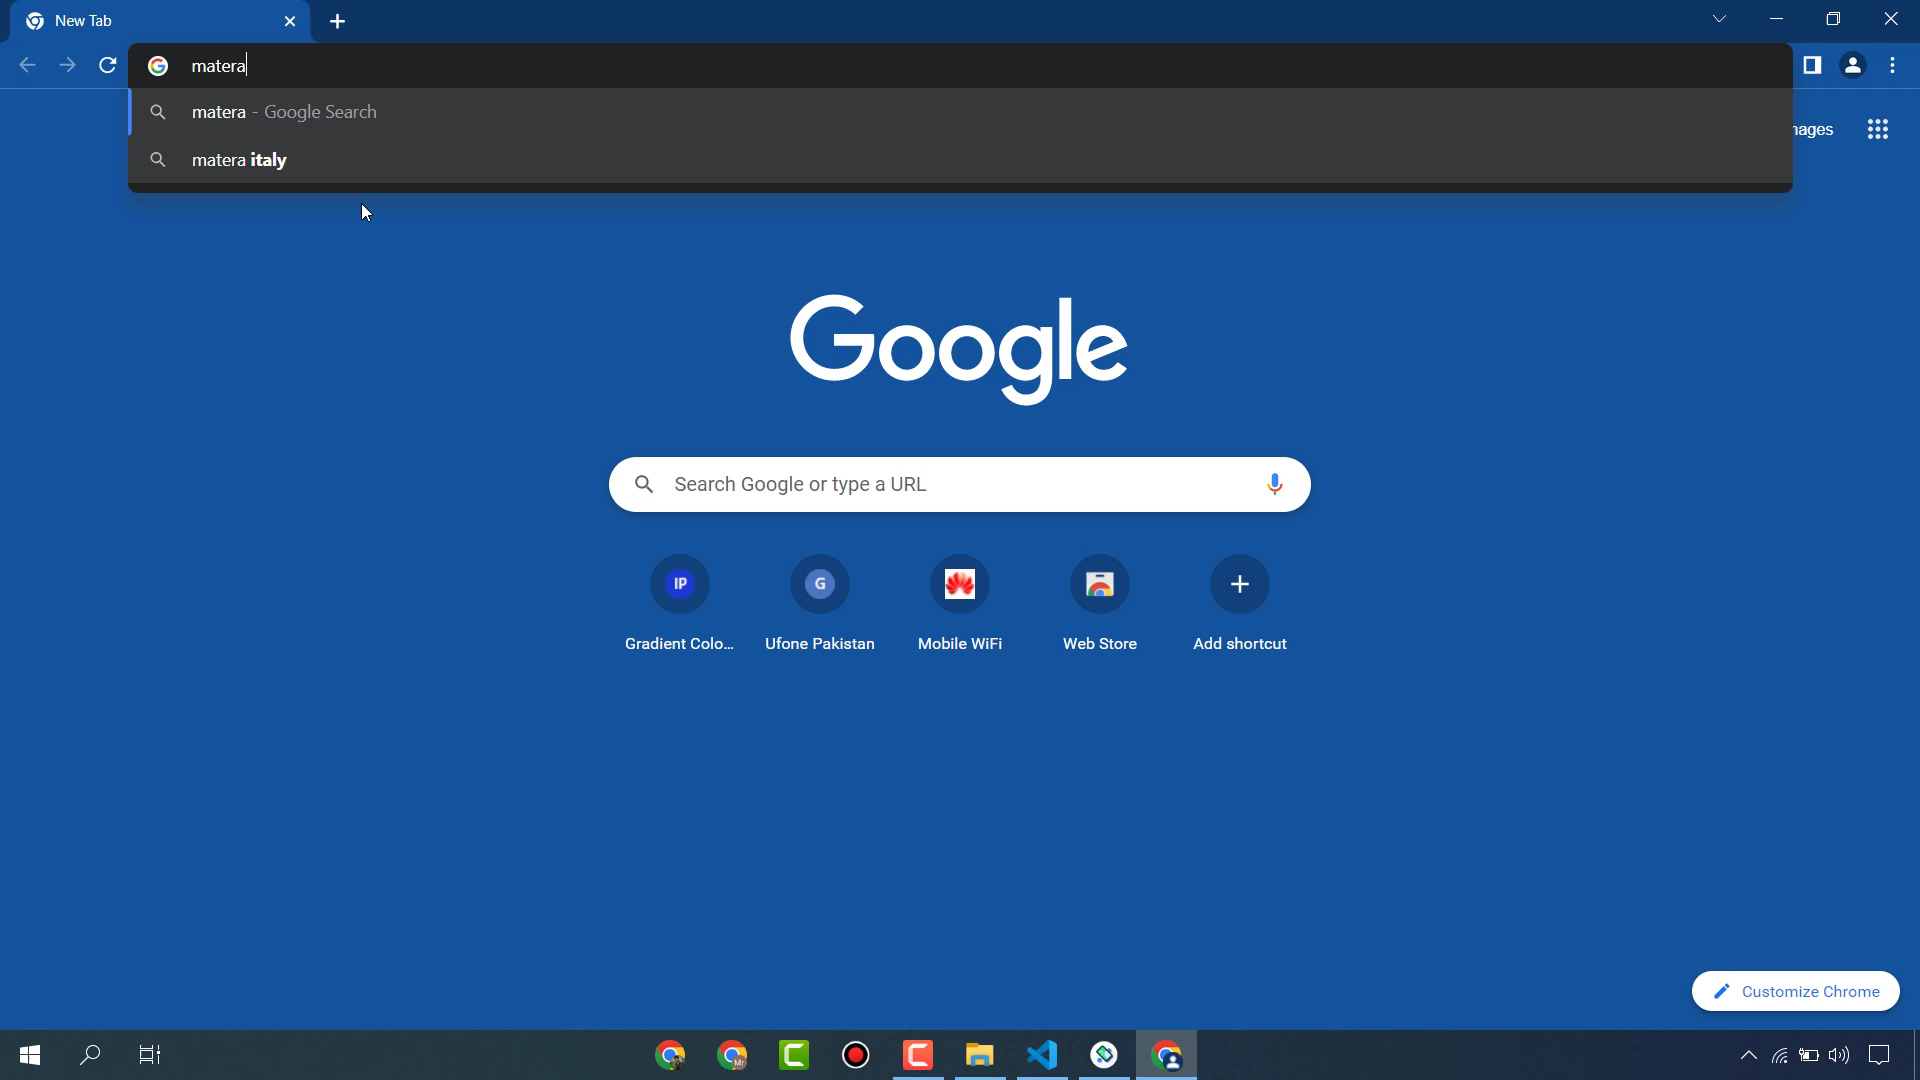 New Tab
matera
matera - Google Search
matera italy
nages
Google
Search Google or type a URL
IP
G
Gradient Colo...
Ufone Pakistan
Mobile WiFi
Web Store
Add shortcut
Customize Chrome
Mr